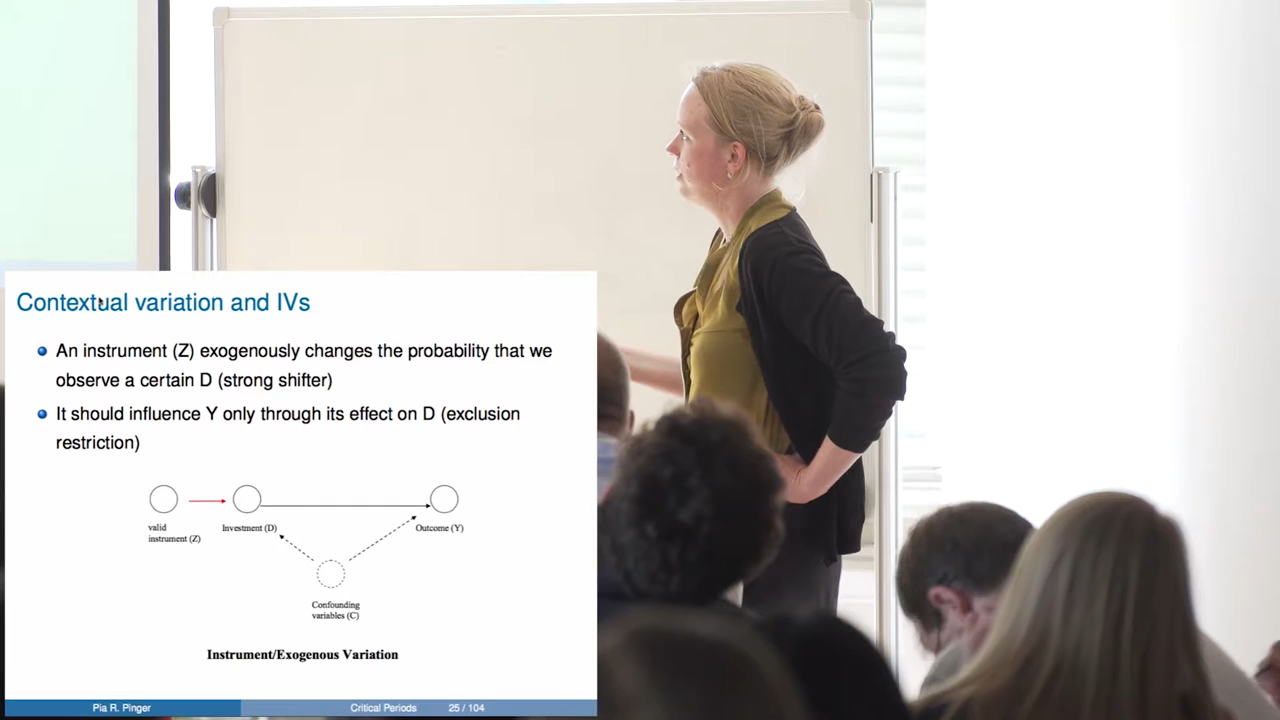 Contextual variation and IVs
An instrument (Z) exogenously changes the probability that we
observe a certain D (strong shifter)
It should influence Y only through its effect on D (exclusion
restriction)
valid
instrument (Z)
Investment (D)
Outcome (Y)
Confounding
variables (C)
Instrument/Exogenous Variation
Pia R. Pinger
Critical Periods
25 / 104